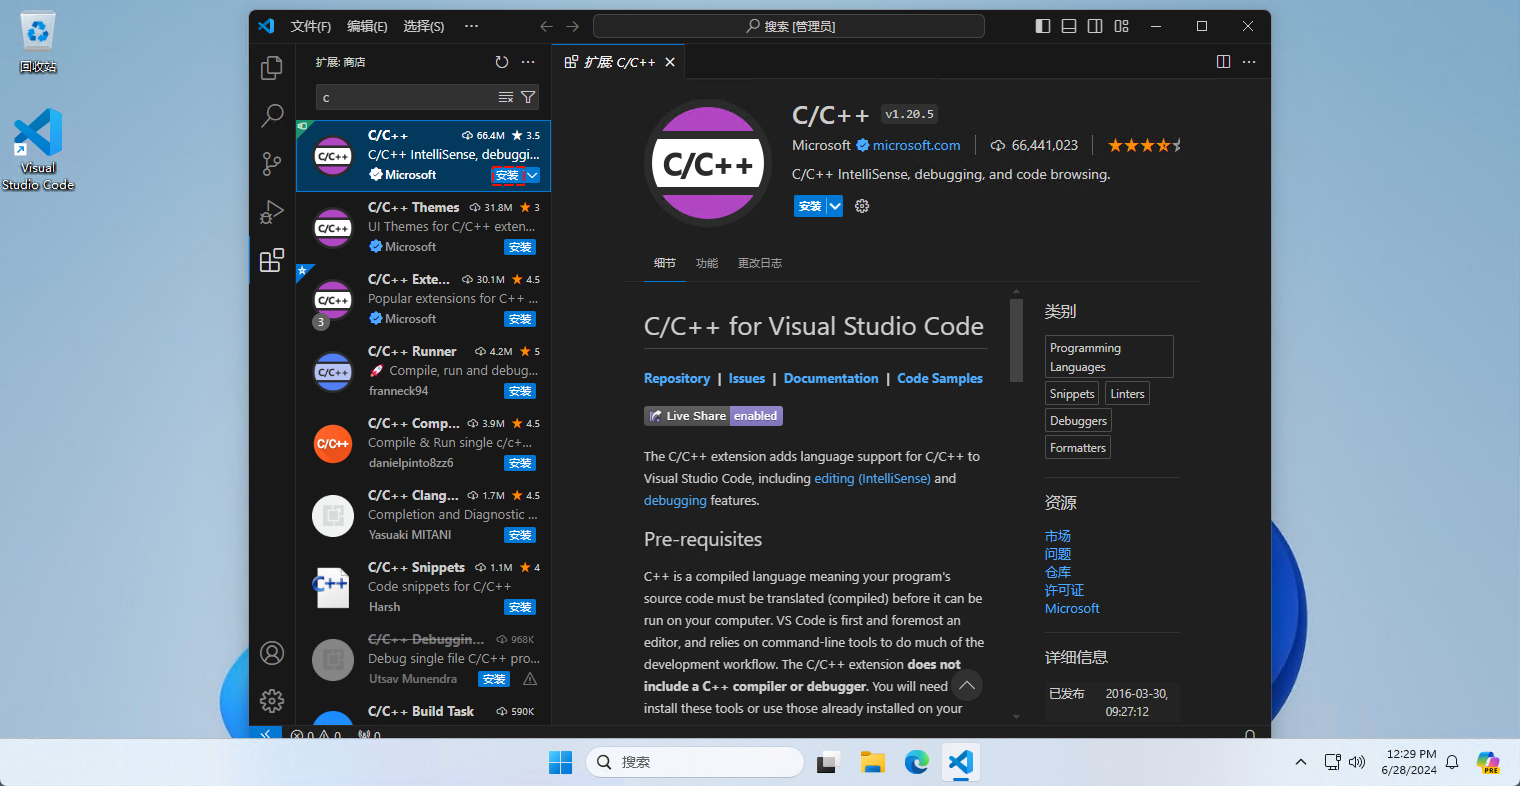 回收站
Visual
Studio Code
文件(F) 编辑(E) 选择(S) ···
搜索 [管理员]
扩展: 商店
c
C/C++ 66.4M 3.5
C/C++ IntelliSense, debuggi...
Microsoft 安装
C/C++ Themes 31.8M 3
UI Themes for C/C++ exten...
Microsoft 安装
C/C++ Exte... 30.1M 4.5
Popular extensions for C++ ...
3 Microsoft 安装
C/C++ Runner 4.2M 5
Compile, run and debug...
franneck94 安装
C/C++ Comp... 3.9M 4.5
Compile & Run single c/c+...
danielpinto8zz6 安装
C/C++ Clang... 1.7M 4.5
Completion and Diagnostic ...
Yasuaki MITANI 安装
C/C++ Snippets 1.1M 4
C++
Code snippets for C/C++
Harsh 安装
C/C++ Debuggin... 968K
Debug single file C/C++ pro...
Utsav Munendra 安装
C/C++ Build Task 590K
扩展: C/C++
C/C++
C/C++ v1.20.5
Microsoft microsoft.com 66,441,023
C/C++ IntelliSense, debugging, and code browsing.
安装
细节 功能 更改日志
C/C++ for Visual Studio Code
Repository | Issues | Documentation | Code Samples
Live Share enabled
The C/C++ extension adds language support for C/C++ to
Visual Studio Code, including editing (IntelliSense) and
debugging features.
Pre-requisites
C++ is a compiled language meaning your program's
source code must be translated (compiled) before it can be
run on your computer. VS Code is first and foremost an
editor, and relies on command-line tools to do much of the
development workflow. The C/C++ extension does not
include a C++ compiler or debugger. You will need
install these tools or use those already installed on your
类别
Programming
Languages
Snippets Linters
Debuggers
Formatters
资源
市场
问题
仓库
许可证
Microsoft
详细信息
已发布 2016-03-30,
09:27:12
0 0 0
搜索
12:29 PM
6/28/2024
PRE